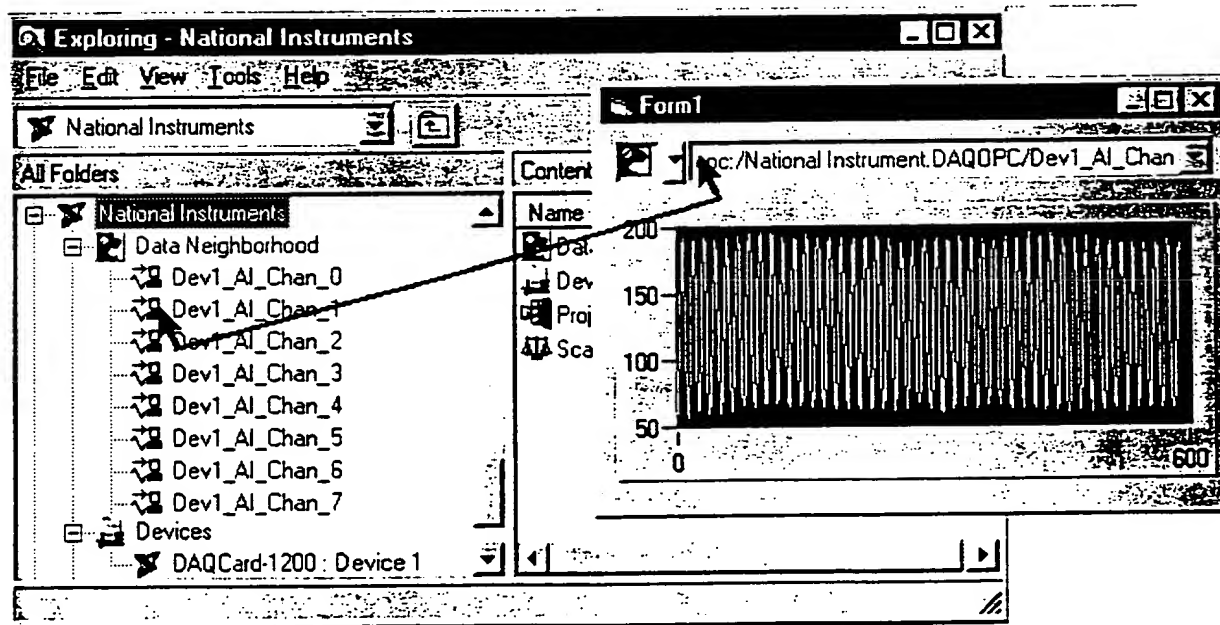 Exploring - National Instruments
File Edit View Tools Help
National Instruments
All Folders
National Instruments
Data Neighborhood
Dev1_AI_Chan_0
Dev1_AI_Chan_1
Dev1_AI_Chan_2
Dev1_AI_Chan_3
Dev1_AI_Chan_4
Dev1_AI_Chan_5
Dev1_AI_Chan_6
Dev1_AI_Chan_7
Devices
DAQCard-1200 : Device 1
Content
Name
Dat
Dev
Proj
Sca
Form1
pc:/National Instrument.DAQOPC/Dev1_AI_Chan
200
150
100
50
0
600